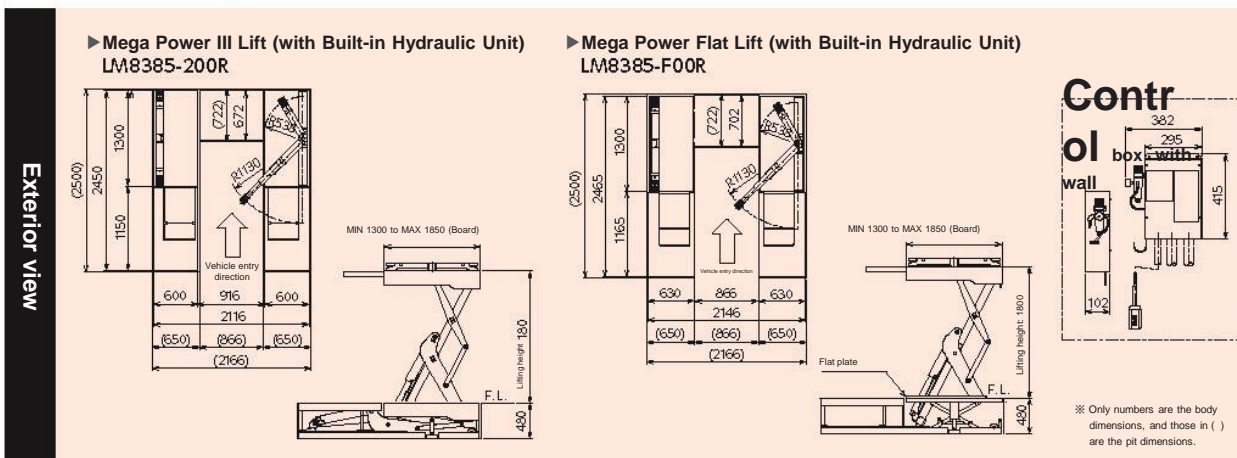 Exterior view
▶Mega Power III Lift (with Built-in Hydraulic Unit)
LM8385-200R
(2500)
2450
1300
1150
(722)
672
R1130
Vehicle entry
direction
600
916
600
2116
(650)
(866)
(650)
(2166)
MIN 1300 to MAX 1850 (Board)
Lifting height 180
F.L.
480
▶Mega Power Flat Lift (with Built-in Hydraulic Unit)
LM8385-F00R
(2500)
2465
1300
1165
(722)
702
R1130
Vehicle entry direction
630
866
630
2146
(650)
(866)
(650)
(2166)
MIN 1300 to MAX 1850 (Board)
Lifting height: 1800
Flat plate
F.L.
480
Contr
ol box with
wall
382
295
415
102
※ Only numbers are the body
dimensions, and those in ( )
are the pit dimensions.